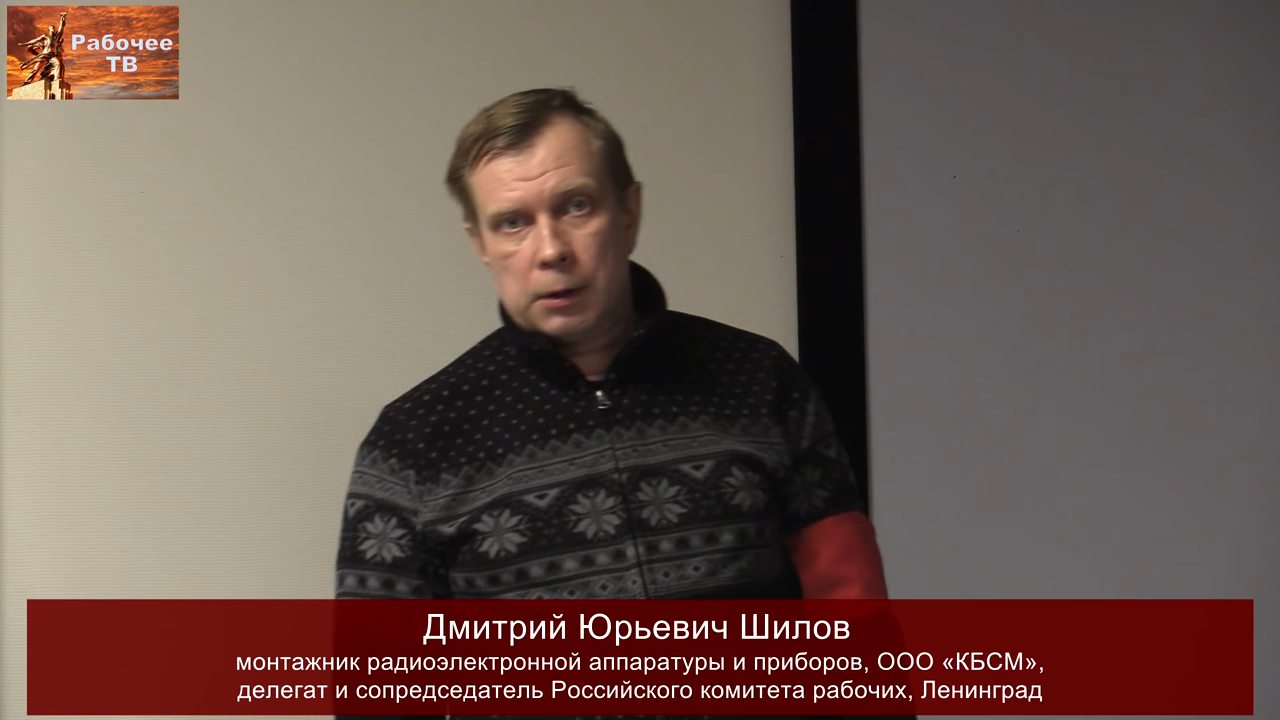 Рабочее
ТВ
Дмитрий Юрьевич Шилов
монтажник радиоэлектронной аппаратуры и приборов, ООО «КБСМ»,
делегат и сопредседатель Российского комитета рабочих, Ленинград